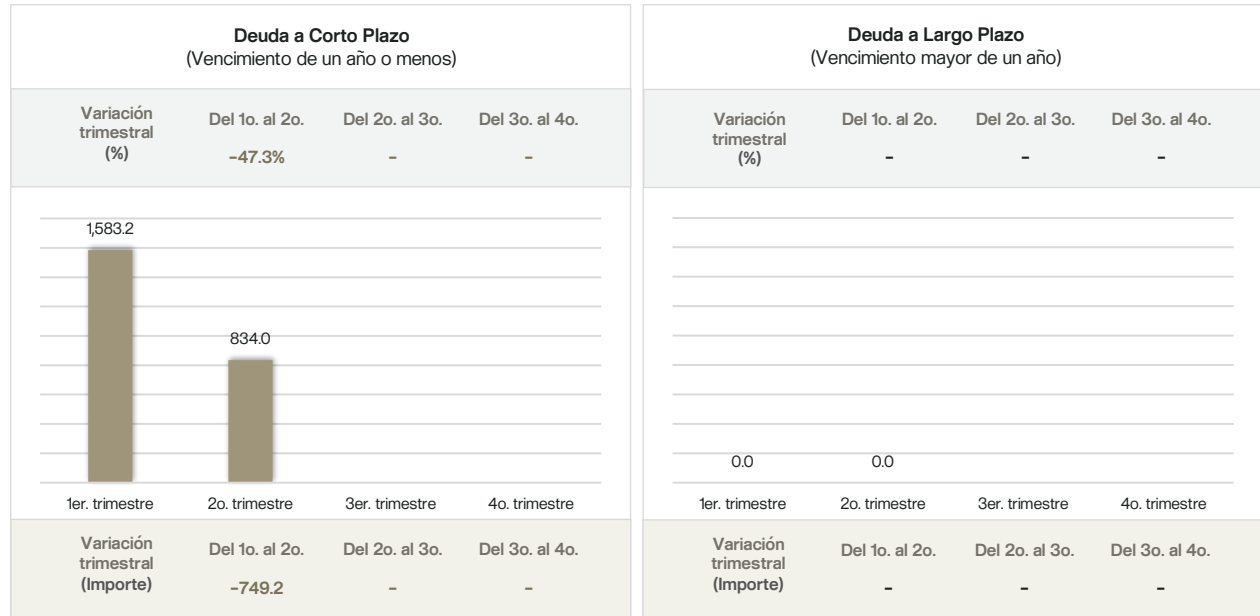 Deuda a Corto Plazo
(Vencimiento de un año o menos)
Variación
trimestral
(%)
Del 1o. al 2o.
Del 2o. al 3o.
Del 3o. al 4o.
-47.3%
-
-
1,583.2
834.0
1er. trimestre
2o. trimestre
3er. trimestre
4o. trimestre
Variación
trimestral
(Importe)
Del 1o. al 2o.
Del 2o. al 3o.
Del 3o. al 4o.
-749.2
-
-
Deuda a Largo Plazo
(Vencimiento mayor de un año)
Variación
trimestral
(%)
Del 1o. al 2o.
Del 2o. al 3o.
Del 3o. al 4o.
-
-
-
0.0
0.0
1er. trimestre
2o. trimestre
3er. trimestre
4o. trimestre
Variación
trimestral
(Importe)
Del 1o. al 2o.
Del 2o. al 3o.
Del 3o. al 4o.
-
-
-